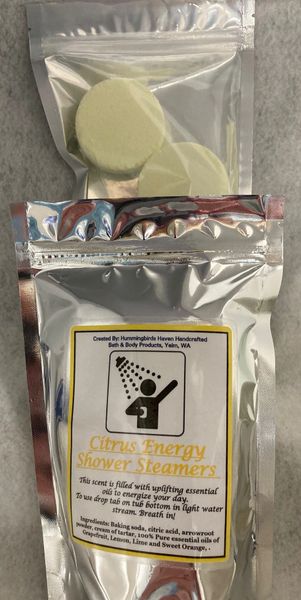 Created By: Hummingbirds Haven Handcrafted
Bath & Body Products, Yelm, WA
Citrus Energy
Shower Steamers
This scent is filled with uplifting essential
oils to energize your day.
To use drop tab on tub bottom in light water
stream. Breath in!
Ingredients: Baking soda, citric acid, arrowroot
powder, cream of tartar, 100% Pure essential oils of
Grapefruit, Lemon, Lime and Sweet Orange, .